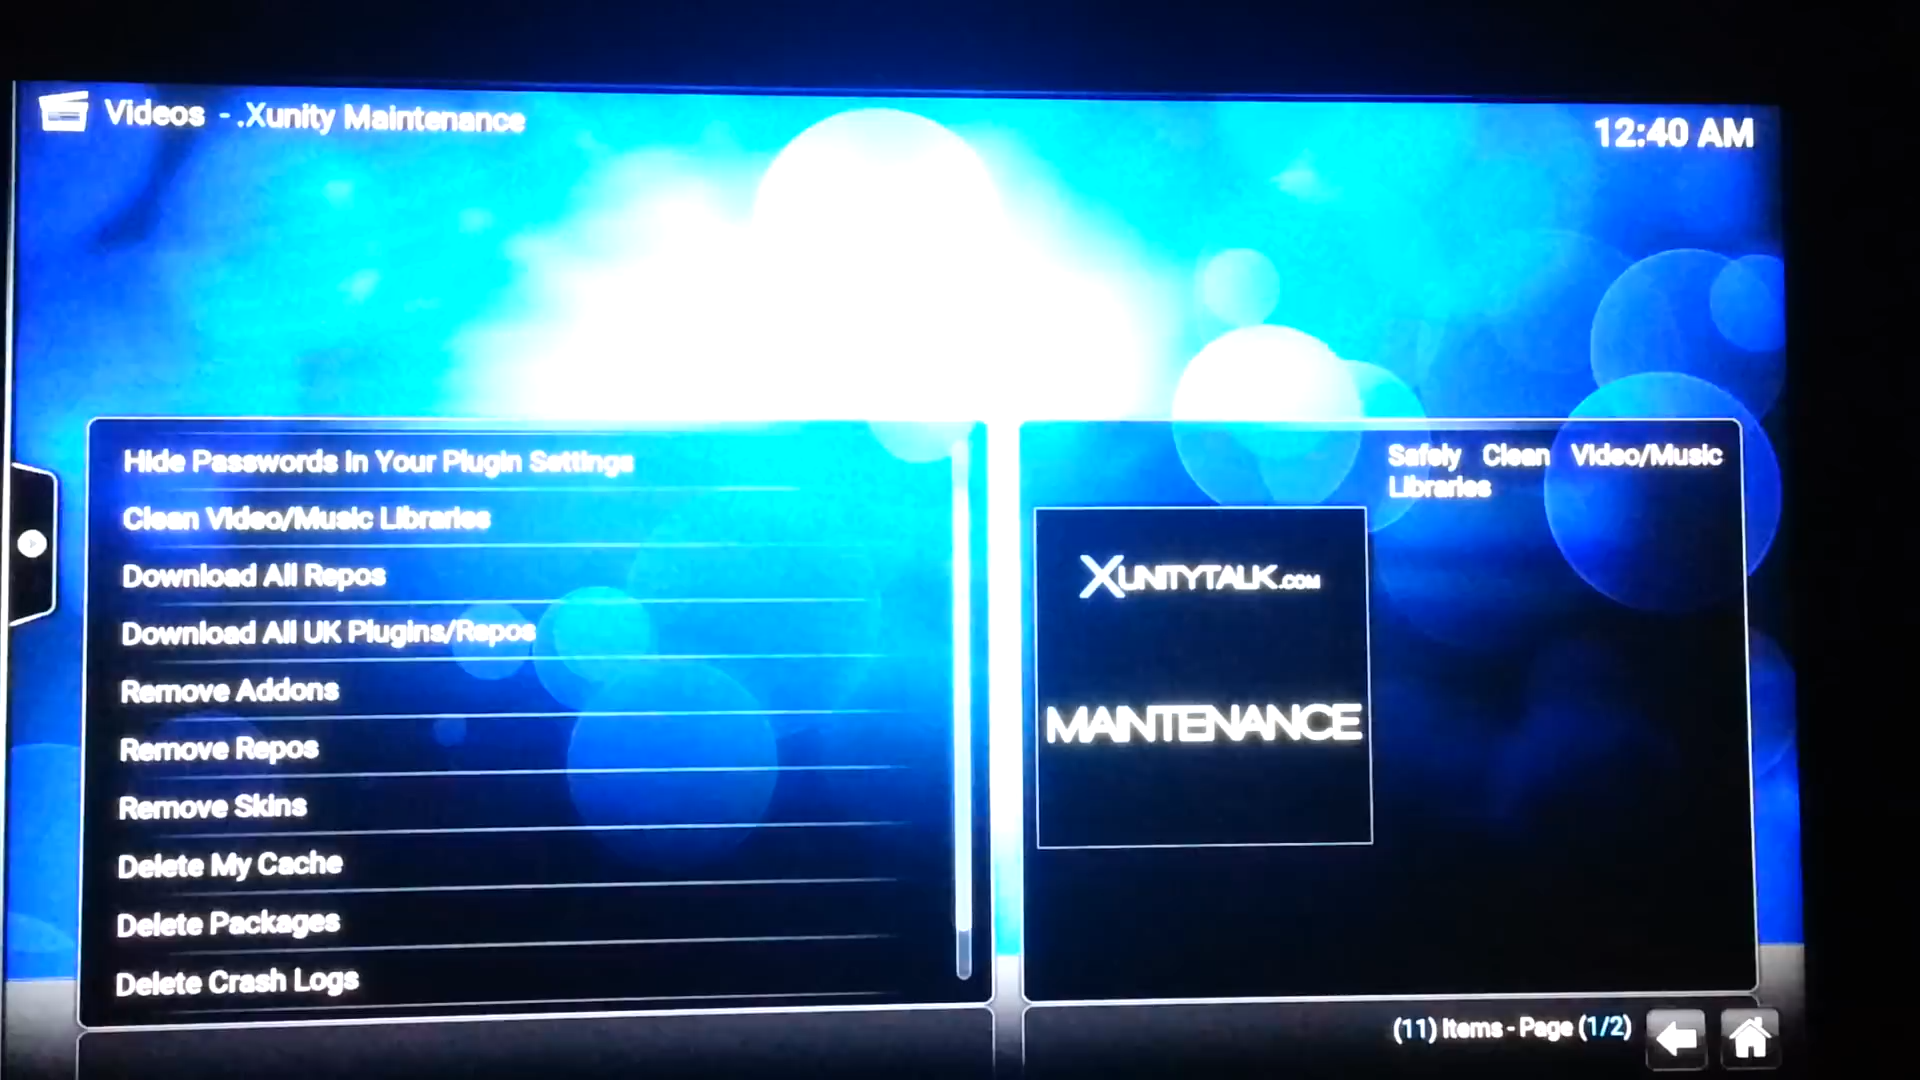 Videos - .Xunity Maintenance
12:40 AM
Hide Passwords In Your Plugin Settings
Clean Video/Music Libraries
Download All Repos
Download All UK Plugins/Repos
Remove Addons
Remove Repos
Remove Skins
Delete My Cache
Delete Packages
Delete Crash Logs
Safely Clean Video/Music
Libraries
XUNITYTALK.COM
MAINTENANCE
(11) Items - Page (1/2)